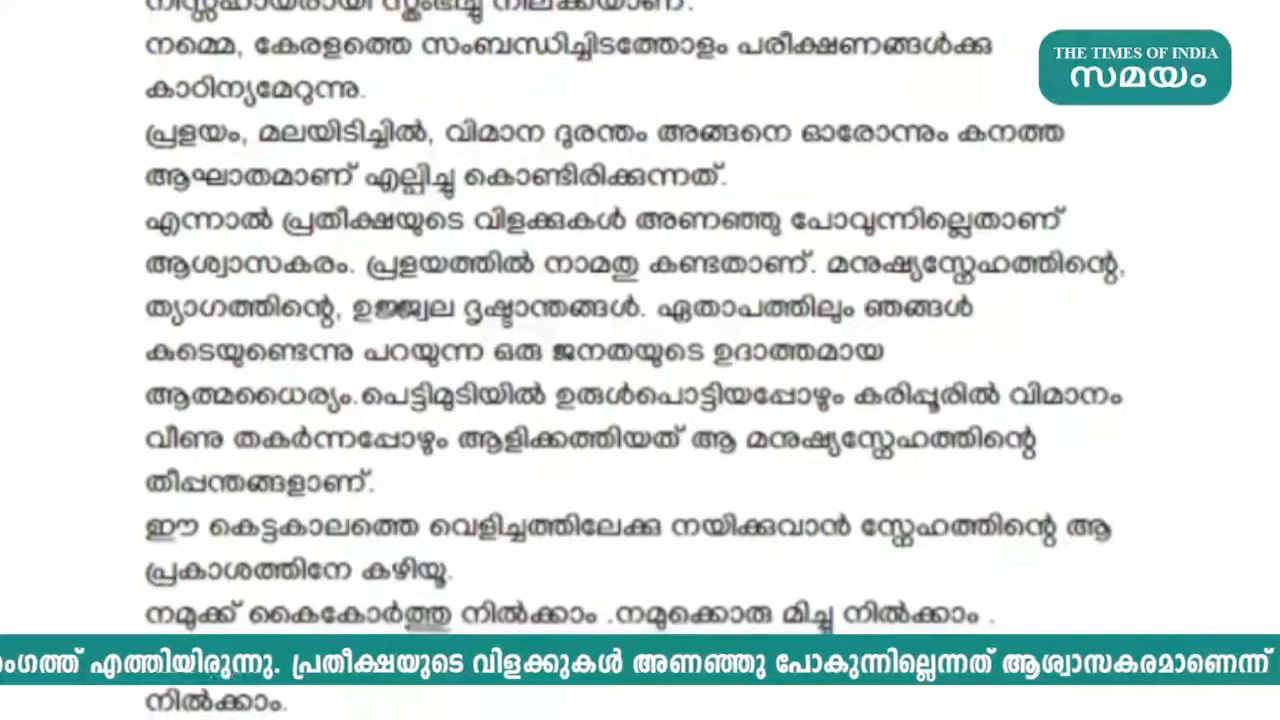 നിസ്സഹായരായി സ്തംഭിച്ചു നിൽക്കയാണ്.
നമ്മെ, കേരളത്തെ സംബന്ധിച്ചിടത്തോളം പരീക്ഷണങ്ങൾക്കു
കാഠിന്യമേറുന്നു.
പ്രളയം, മലയിടിച്ചിൽ, വിമാന ദുരന്തം അങ്ങനെ ഓരോന്നും കനത്ത
ആഘാതമാണ് ഏല്പിച്ചു കൊണ്ടിരിക്കുന്നത്.
എന്നാൽ പ്രതീക്ഷയുടെ വിളക്കുകൾ അണഞ്ഞു പോവുന്നില്ലെതാണ്
ആശ്വാസകരം. പ്രളയത്തിൽ നാമതു കണ്ടതാണ്. മനുഷ്യസ്നേഹത്തിന്റെ,
ത്യാഗത്തിന്റെ, ഉജ്ജ്വല ദൃഷ്ടാന്തങ്ങൾ. ഏതാപത്തിലും ഞങ്ങൾ
കൂടെയുണ്ടെന്നു പറയുന്ന ഒരു ജനതയുടെ ഉദാത്തമായ
ആത്മധൈര്യം.പെട്ടിമുടിയിൽ ഉരുൾപൊട്ടിയപ്പോഴും കരിപ്പൂരിൽ വിമാനം
വീണു തകർന്നപ്പോഴും ആളിക്കത്തിയത് ആ മനുഷ്യസ്നേഹത്തിന്റെ
തീപ്പന്തങ്ങളാണ്.
ഈ കെട്ടകാലത്തെ വെളിച്ചത്തിലേക്കു നയിക്കുവാൻ സ്നേഹത്തിന്റെ ആ
പ്രകാശത്തിനേ കഴിയൂ.
നമുക്ക് കൈകോർത്തു നിൽക്കാം .നമുക്കൊരു മിച്ചു നിൽക്കാം .
നിൽക്കാം.
THE TIMES OF INDIA
സമയം
ംഗത്ത് എത്തിയിരുന്നു. പ്രതീക്ഷയുടെ വിളക്കുകൾ അണഞ്ഞു പോകുന്നില്ലെന്നത് ആശ്വാസകരമാണെന്ന്